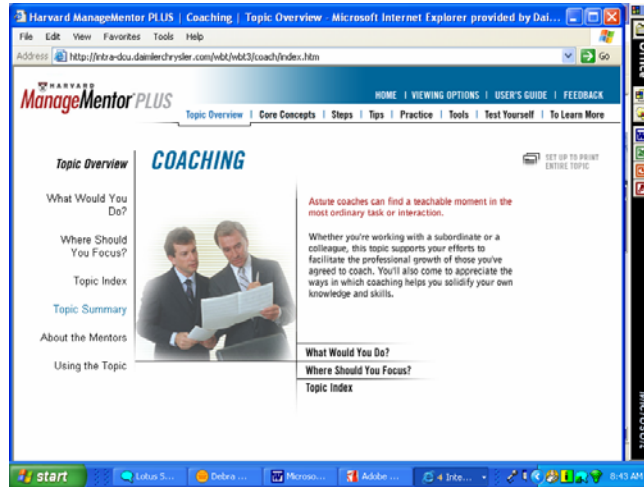 Harvard ManageMentor PLUS | Coaching | Topic Overview - Microsoft Internet Explorer provided by Dai...
File Edit View Favorites Tools Help
Address http://intra-dcu.daimlerchrysler.com/wbt/wbt3/coach/index.htm Go
HARVARD
ManageMentor PLUS
HOME | VIEWING OPTIONS | USER'S GUIDE | FEEDBACK
Topic Overview | Core Concepts | Steps | Tips | Practice | Tools | Test Yourself | To Learn More
Topic Overview
What Would You
Do?
Where Should
You Focus?
Topic Index
Topic Summary
About the Mentors
Using the Topic
COACHING
SET UP TO PRINT
ENTIRE TOPIC
Astute coaches can find a teachable moment in the
most ordinary task or interaction.
Whether you're working with a subordinate or a
colleague, this topic supports your efforts to
facilitate the professional growth of those you've
agreed to coach. You'll also come to appreciate the
ways in which coaching helps you solidify your own
knowledge and skills.
What Would You Do?
Where Should You Focus?
Topic Index
start Lotus S... Debra ... Microso... Adobe ... 4 Inte... 8:43 AM